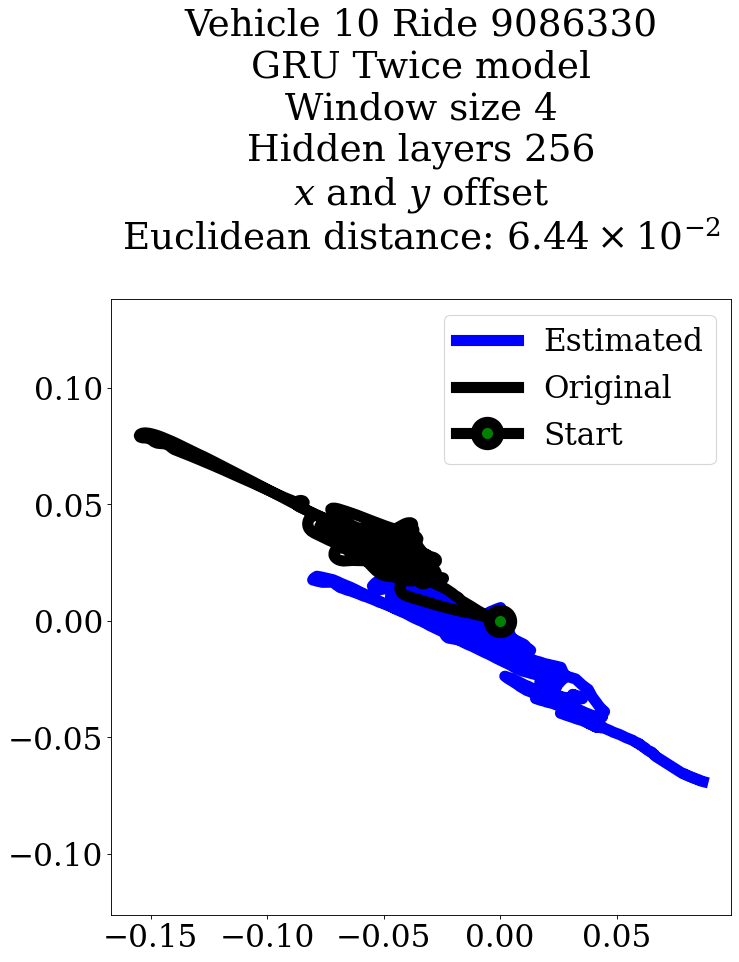 Vehicle 10 Ride 9086330
GRU Twice model
Window size 4
Hidden layers 256
x and y offset
Euclidean distance: 6.44 × 10⁻²
Estimated
Original
Start
0.10
0.05
0.00
−0.05
−0.10
−0.15 −0.10 −0.05 0.00 0.05